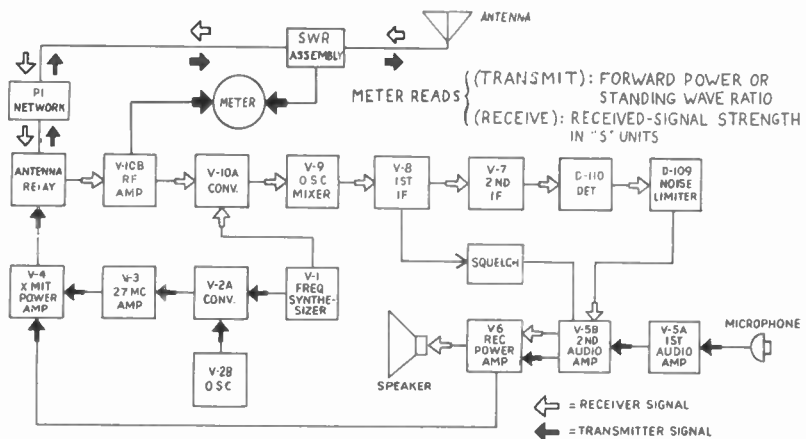 ANTENNA
SWR
ASSEMBLY
PI
NETWORK
METER
METER READS
(TRANSMIT): FORWARD POWER OR
STANDING WAVE RATIO
(RECEIVE): RECEIVED-SIGNAL STRENGTH
IN "S" UNITS
ANTENNA
RELAY
V-10B
RF
AMP
V-10A
CONV.
V-9
OSC
MIXER
V-8
1ST
IF
V-7
2ND
IF
D-110
DET
D-109
NOISE
LIMITER
SQUELCH
V-4
X MIT
POWER
AMP
V-3
27 MC
AMP
V-2A
CONV.
V-1
FREQ
SYNTHE-
SIZER
V-2B
OSC
SPEAKER
V6
REC
POWER
AMP
V-5B
2ND
AUDIO
AMP
V-5A
1ST
AUDIO
AMP
MICROPHONE
= RECEIVER SIGNAL
= TRANSMITTER SIGNAL